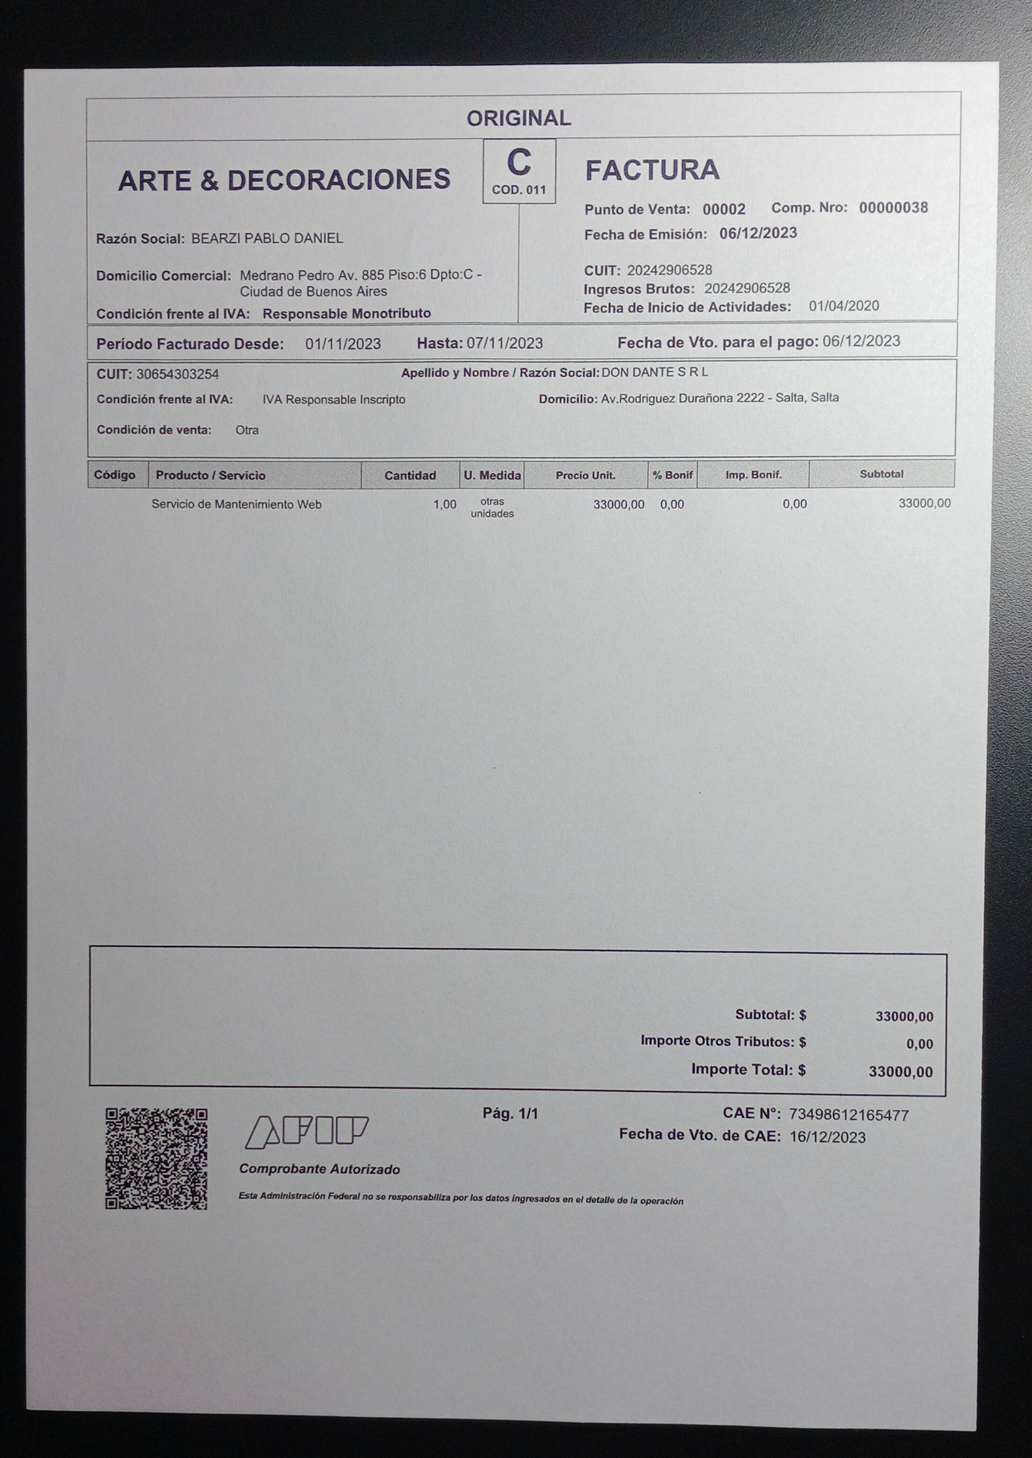 ORIGINAL
ARTE & DECORACIONES
C
COD. 011
FACTURA
Punto de Venta: 00002 Comp. Nro: 00000038
Fecha de Emisión: 06/12/2023
Razón Social: BEARZI PABLO DANIEL
Domicilio Comercial: Medrano Pedro Av. 885 Piso:6 Dpto:C -
Ciudad de Buenos Aires
Condición frente al IVA: Responsable Monotributo
CUIT: 20242906528
Ingresos Brutos: 20242906528
Fecha de Inicio de Actividades: 01/04/2020
Período Facturado Desde: 01/11/2023 Hasta: 07/11/2023 Fecha de Vto. para el pago: 06/12/2023
CUIT: 30654303254 Apellido y Nombre / Razón Social: DON DANTE S R L
Condición frente al IVA: IVA Responsable Inscripto Domicilio: Av.Rodriguez Durañona 2222 - Salta, Salta
Condición de venta: Otra
Código Producto / Servicio Cantidad U. Medida Precio Unit. % Bonif Imp. Bonif. Subtotal
Servicio de Mantenimiento Web 1,00 otras unidades 33000,00 0,00 0,00 33000,00
Subtotal: $ 33000,00
Importe Otros Tributos: $ 0,00
Importe Total: $ 33000,00
AFIP
Pág. 1/1
CAE N°: 73498612165477
Fecha de Vto. de CAE: 16/12/2023
Comprobante Autorizado
Esta Administración Federal no se responsabiliza por los datos ingresados en el detalle de la operación